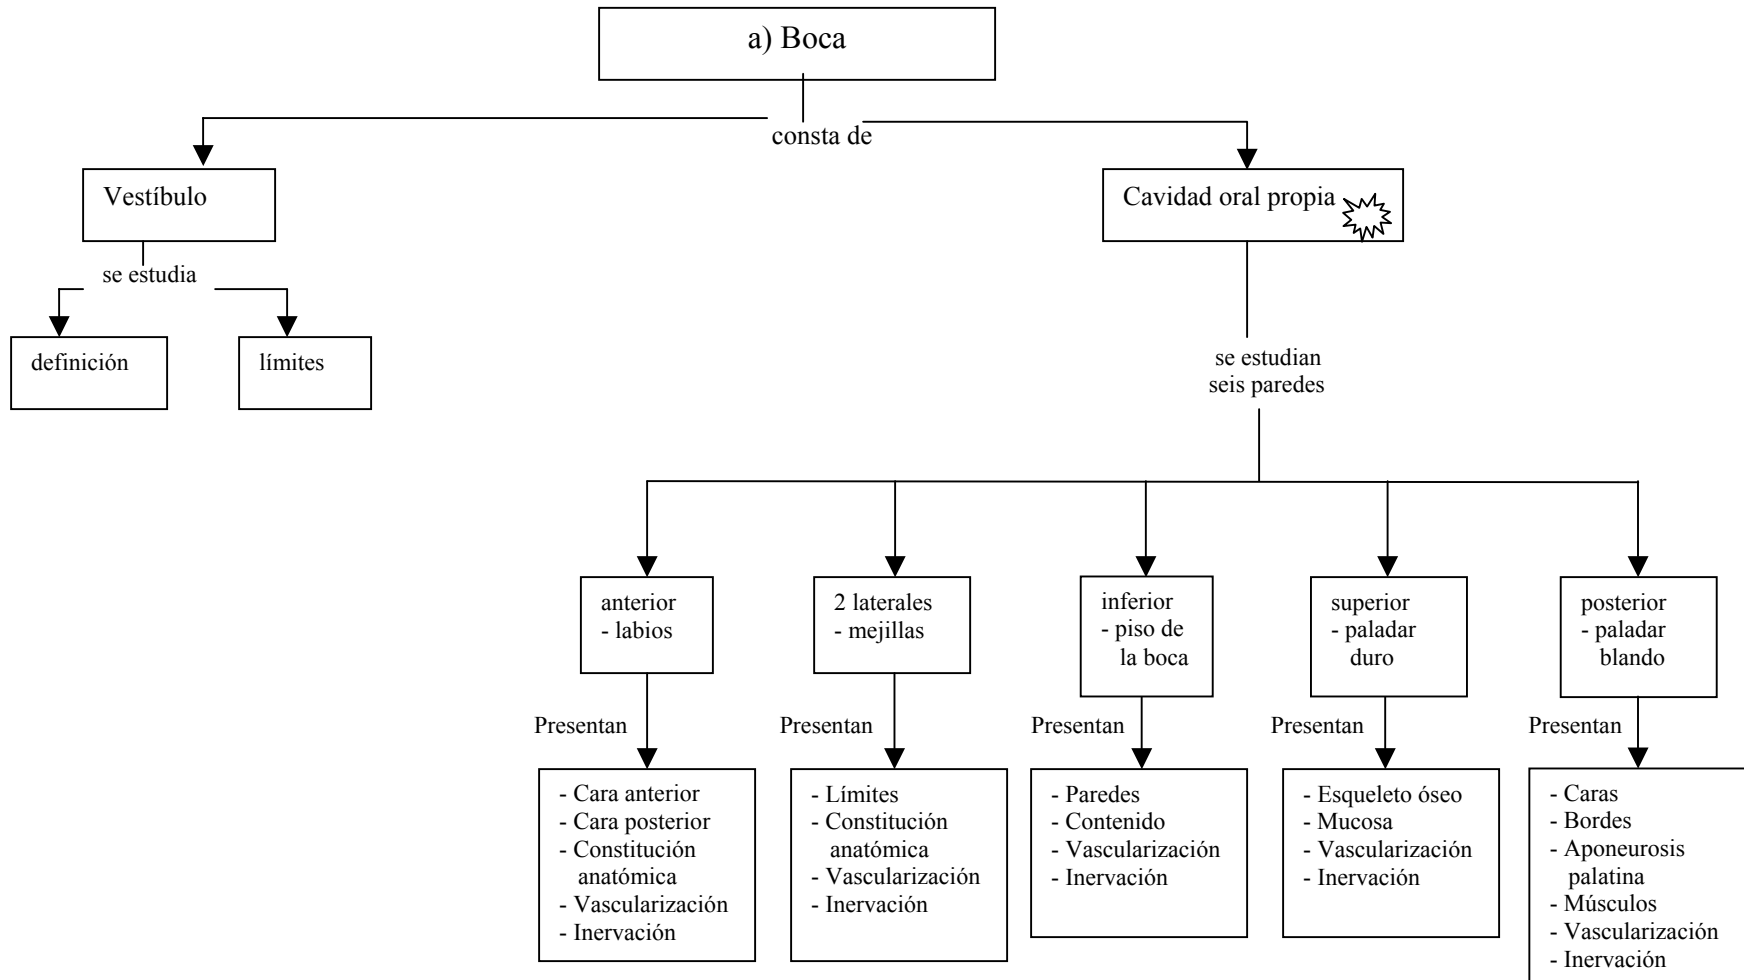 a) Boca
consta de
Vestíbulo
Cavidad oral propia
se estudia
definición
límites
se estudian
seis paredes
anterior
- labios
2 laterales
- mejillas
inferior
- piso de
la boca
superior
- paladar
duro
posterior
- paladar
blando
Presentan
Presentan
Presentan
Presentan
Presentan
- Cara anterior
- Cara posterior
- Constitución
anatómica
- Vascularización
- Inervación
- Límites
- Constitución
anatómica
- Vascularización
- Inervación
- Paredes
- Contenido
- Vascularización
- Inervación
- Esqueleto óseo
- Mucosa
- Vascularización
- Inervación
- Caras
- Bordes
- Aponeurosis
palatina
- Músculos
- Vascularización
- Inervación